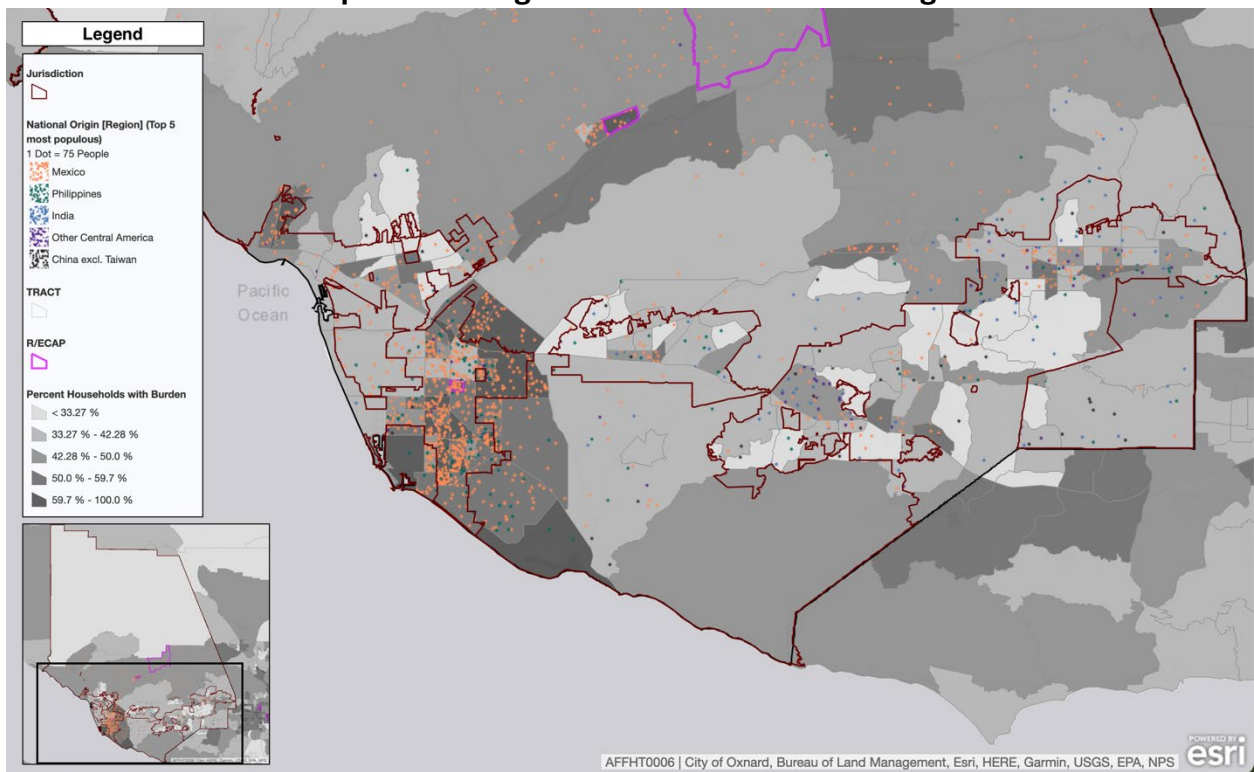 Legend
Jurisdiction
National Origin [Region] (Top 5
most populous)
1 Dot = 75 People
Mexico
Philippines
India
Other Central America
China excl. Taiwan
TRACT
R/ECAP
Percent Households with Burden
< 33.27 %
33.27 % - 42.28 %
42.28 % - 50.0 %
50.0 % - 59.7 %
59.7 % - 100.0 %
Pacific
Ocean
AFFHT0006 | City of Oxnard, Bureau of Land Management, Esri, HERE, Garmin, USGS, EPA, NPS
POWERED BY
esri